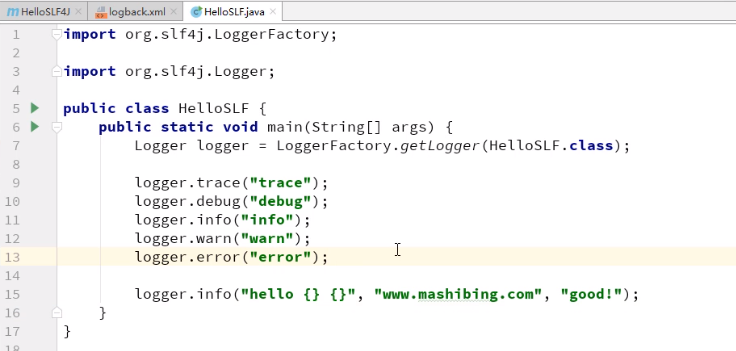 HelloSLF4J
logback.xml
HelloSLF.java
1 import org.slf4j.LoggerFactory;
2
3 import org.slf4j.Logger;
4
5 public class HelloSLF {
6 public static void main(String[] args) {
7 Logger logger = LoggerFactory.getLogger(HelloSLF.class);
8
9 logger.trace("trace");
10 logger.debug("debug");
11 logger.info("info");
12 logger.warn("warn");
13 logger.error("error");
14
15 logger.info("hello {} {}", "www.mashibing.com", "good!");
16 }
17 }
18